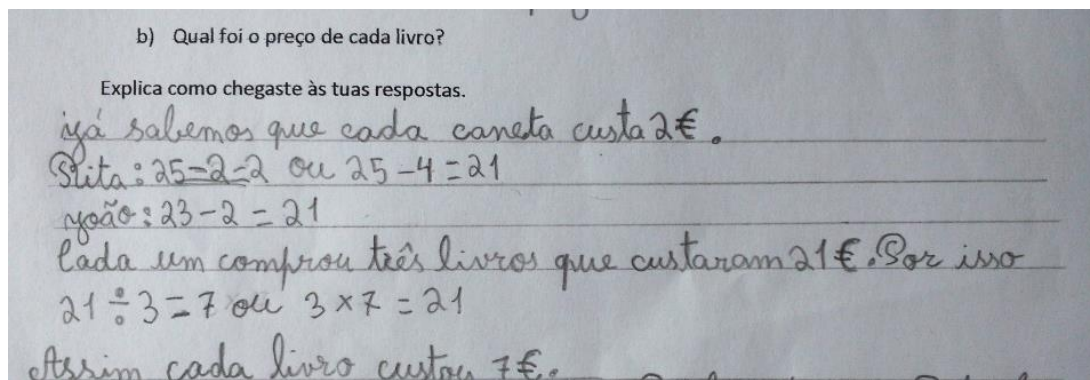 b) Qual foi o preço de cada livro?
Explica como chegaste às tuas respostas.
já sabemos que cada caneta custa 2€.
Rita: 25-2-2 ou 25-4=21
joão: 23-2=21
Cada um comprou três livros que custaram 21€. Por isso
21÷3=7 ou 3×7=21
Assim cada livro custou 7€.